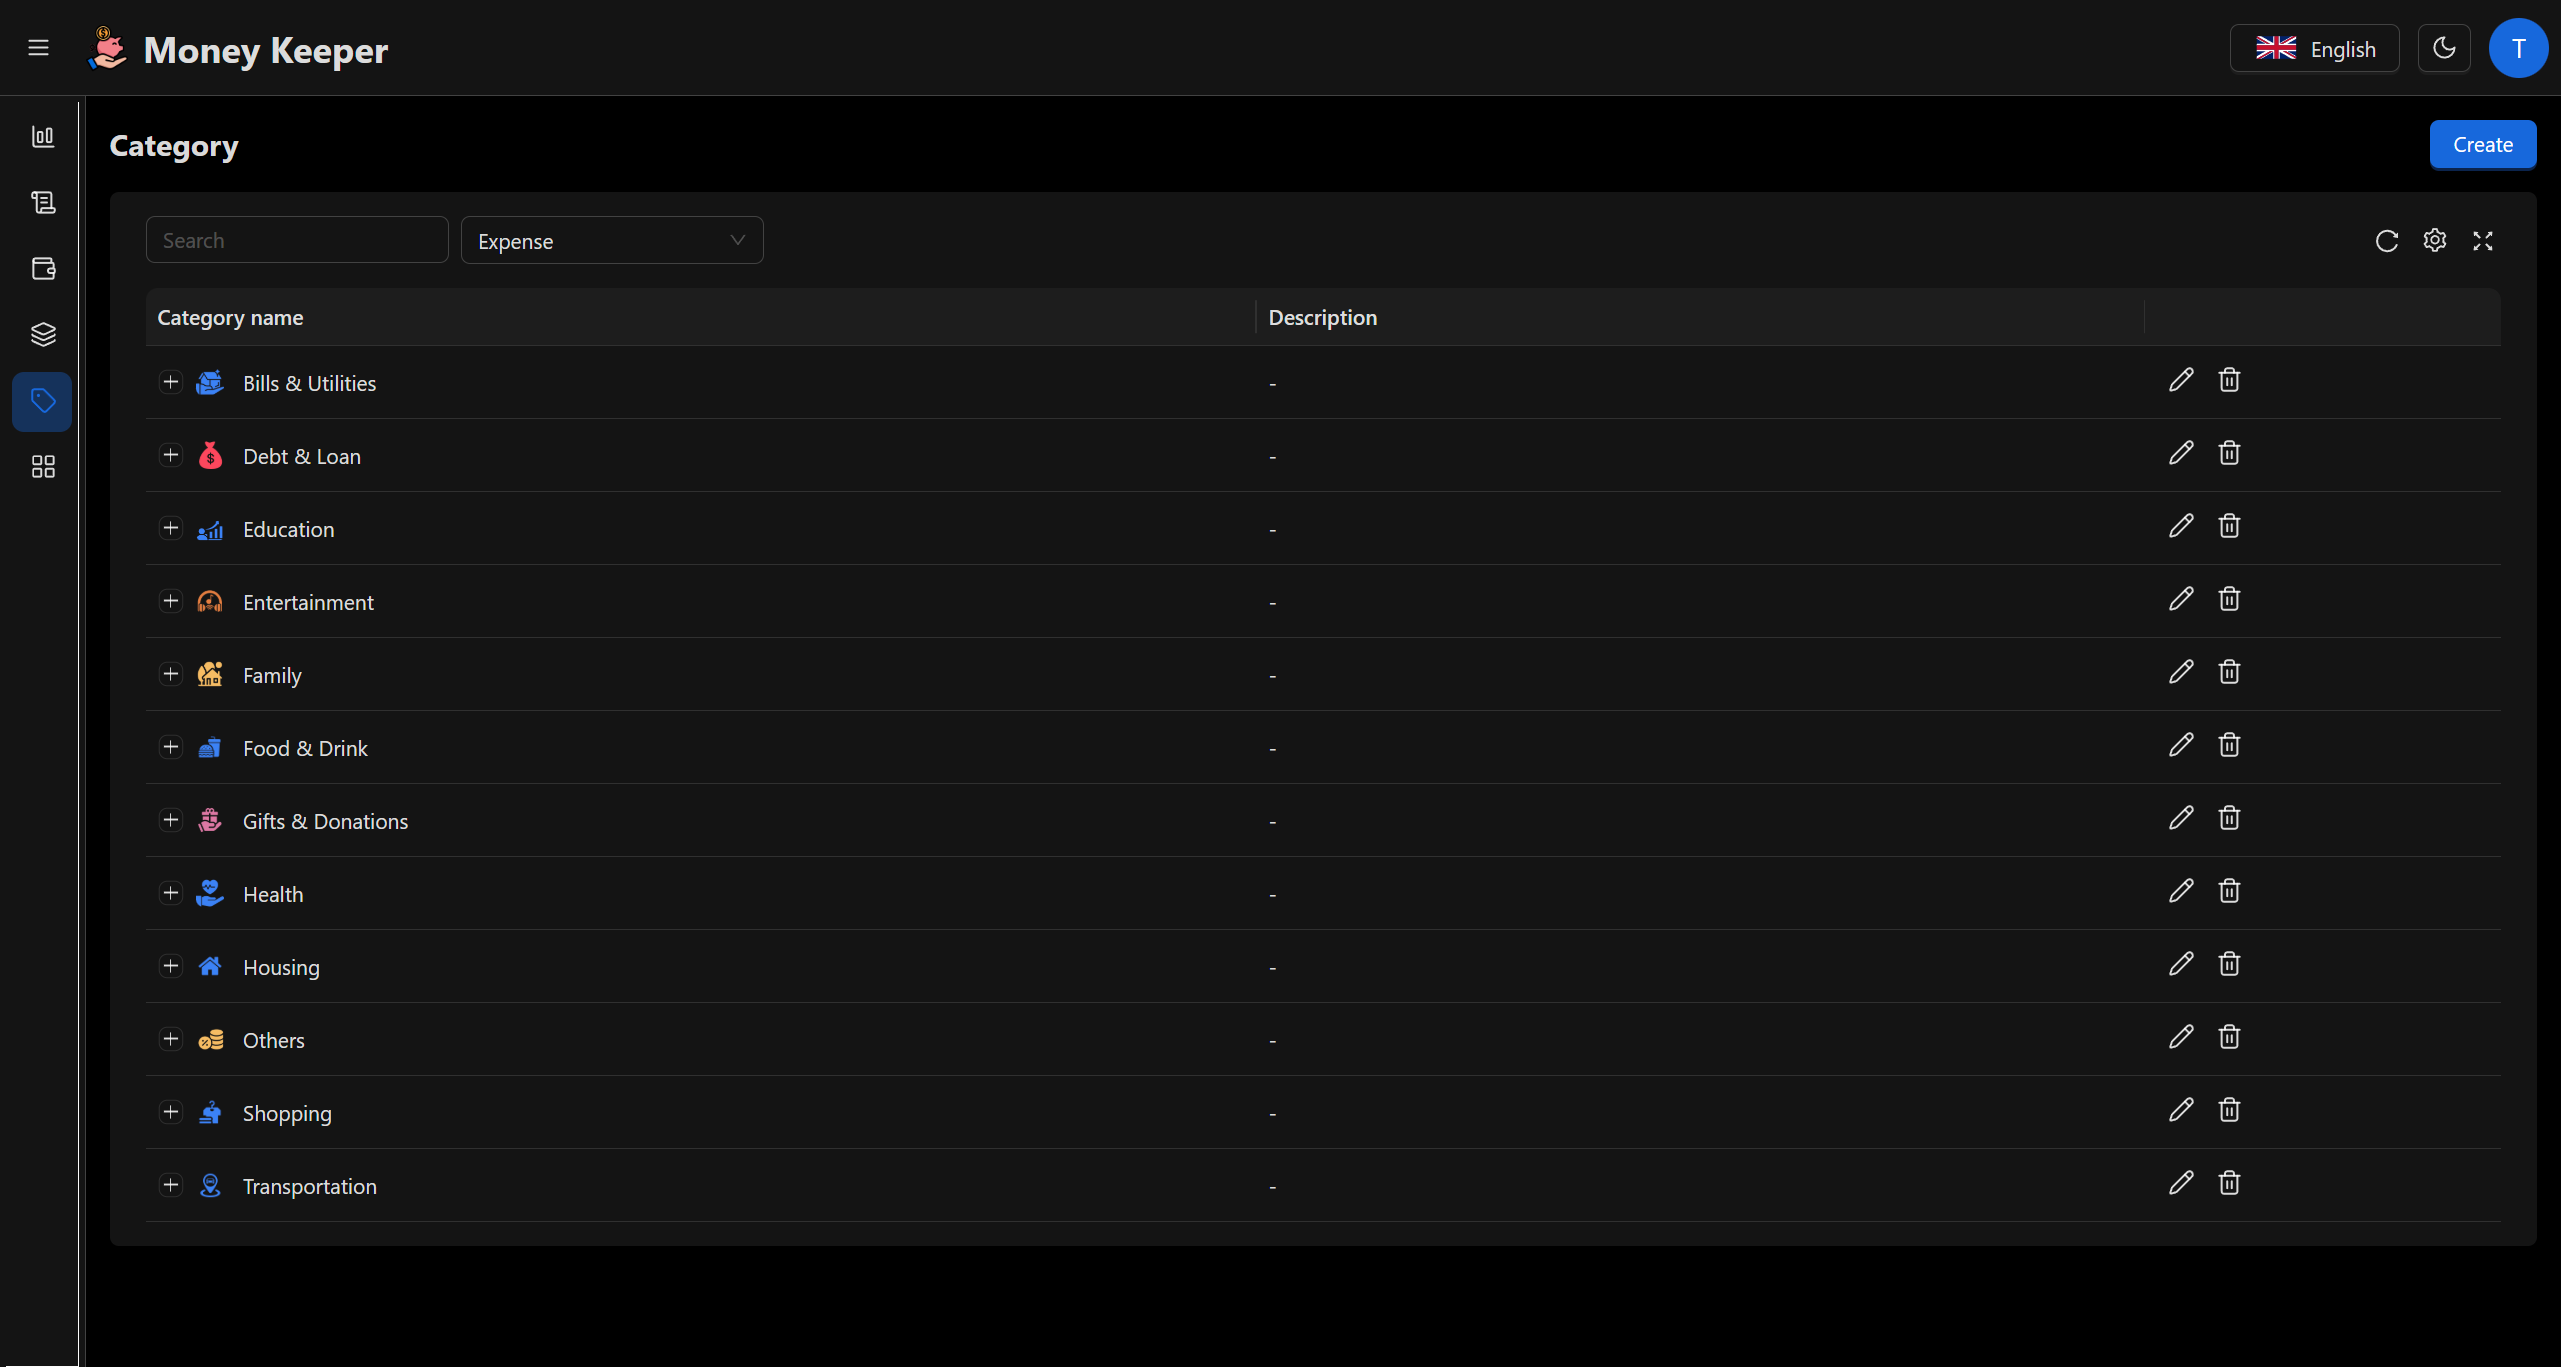 Money Keeper
English
T
Category
Create
Search
Expense
Category name
Description
Bills & Utilities
-
Debt & Loan
-
Education
-
Entertainment
-
Family
-
Food & Drink
-
Gifts & Donations
-
Health
-
Housing
-
Others
-
Shopping
-
Transportation
-